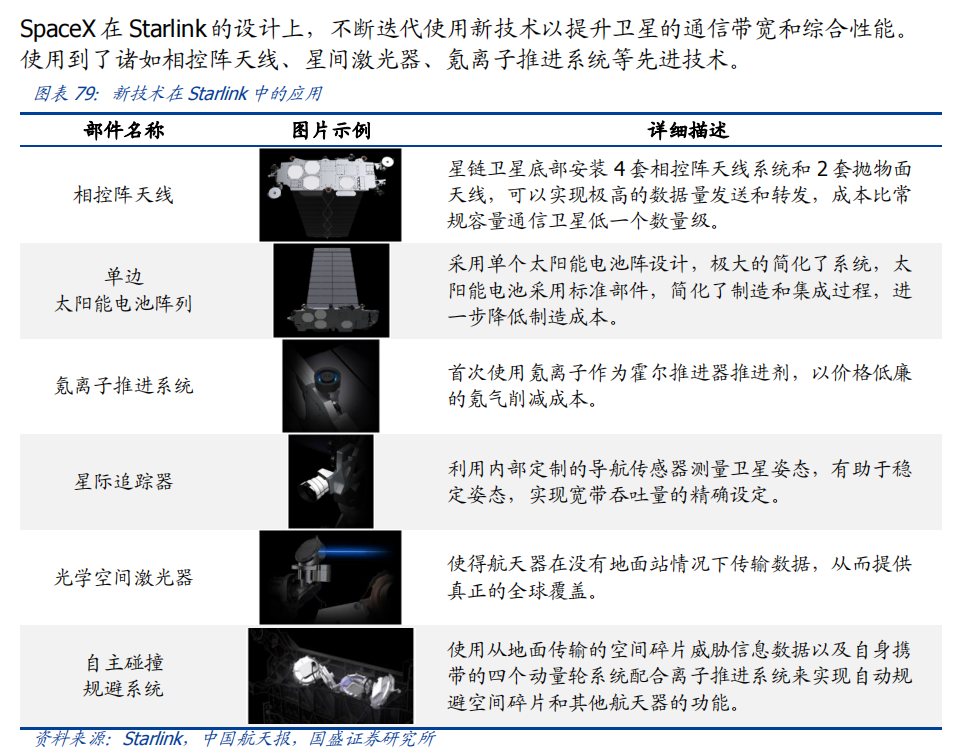 SpaceX 在 Starlink 的设计上，不断迭代使用新技术以提升卫星的通信带宽和综合性能。
使用到了诸如相控阵天线、星间激光器、氪离子推进系统等先进技术。
图表 79：新技术在 Starlink 中的应用
部件名称 图片示例 详细描述
相控阵天线
星链卫星底部安装 4 套相控阵天线系统和 2 套抛物面
天线，可以实现极高的数据量发送和转发，成本比常
规容量通信卫星低一个数量级。
单边
太阳能电池阵列
采用单个太阳能电池阵设计，极大的简化了系统，太
阳能电池采用标准部件，简化了制造和集成过程，进
一步降低制造成本。
氪离子推进系统
首次使用氪离子作为霍尔推进器推进剂，以价格低廉
的氪气削减成本。
星际追踪器
利用内部定制的导航传感器测量卫星姿态，有助于稳
定姿态，实现宽带吞吐量的精确设定。
光学空间激光器
使得航天器在没有地面站情况下传输数据，从而提供
真正的全球覆盖。
自主碰撞
规避系统
使用从地面传输的空间碎片威胁信息数据以及自身携
带的四个动量轮系统配合离子推进系统来实现自动规
避空间碎片和其他航天器的功能。
资料来源：Starlink，中国航天报，国盛证券研究所